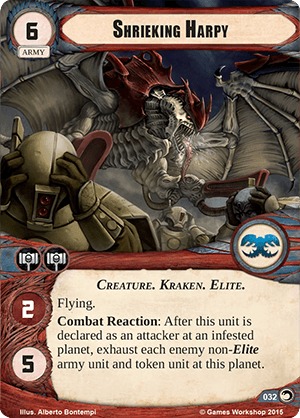 6
SHRIEKING HARPY
ARMY
CREATURE. KRAKEN. ELITE.
2
Flying.
Combat Reaction: After this unit is
declared as an attacker at an infested
planet, exhaust each enemy non-Elite
army unit and token unit at this planet.
5
032
Illus. Alberto Bontempi
© Games Workshop 2015